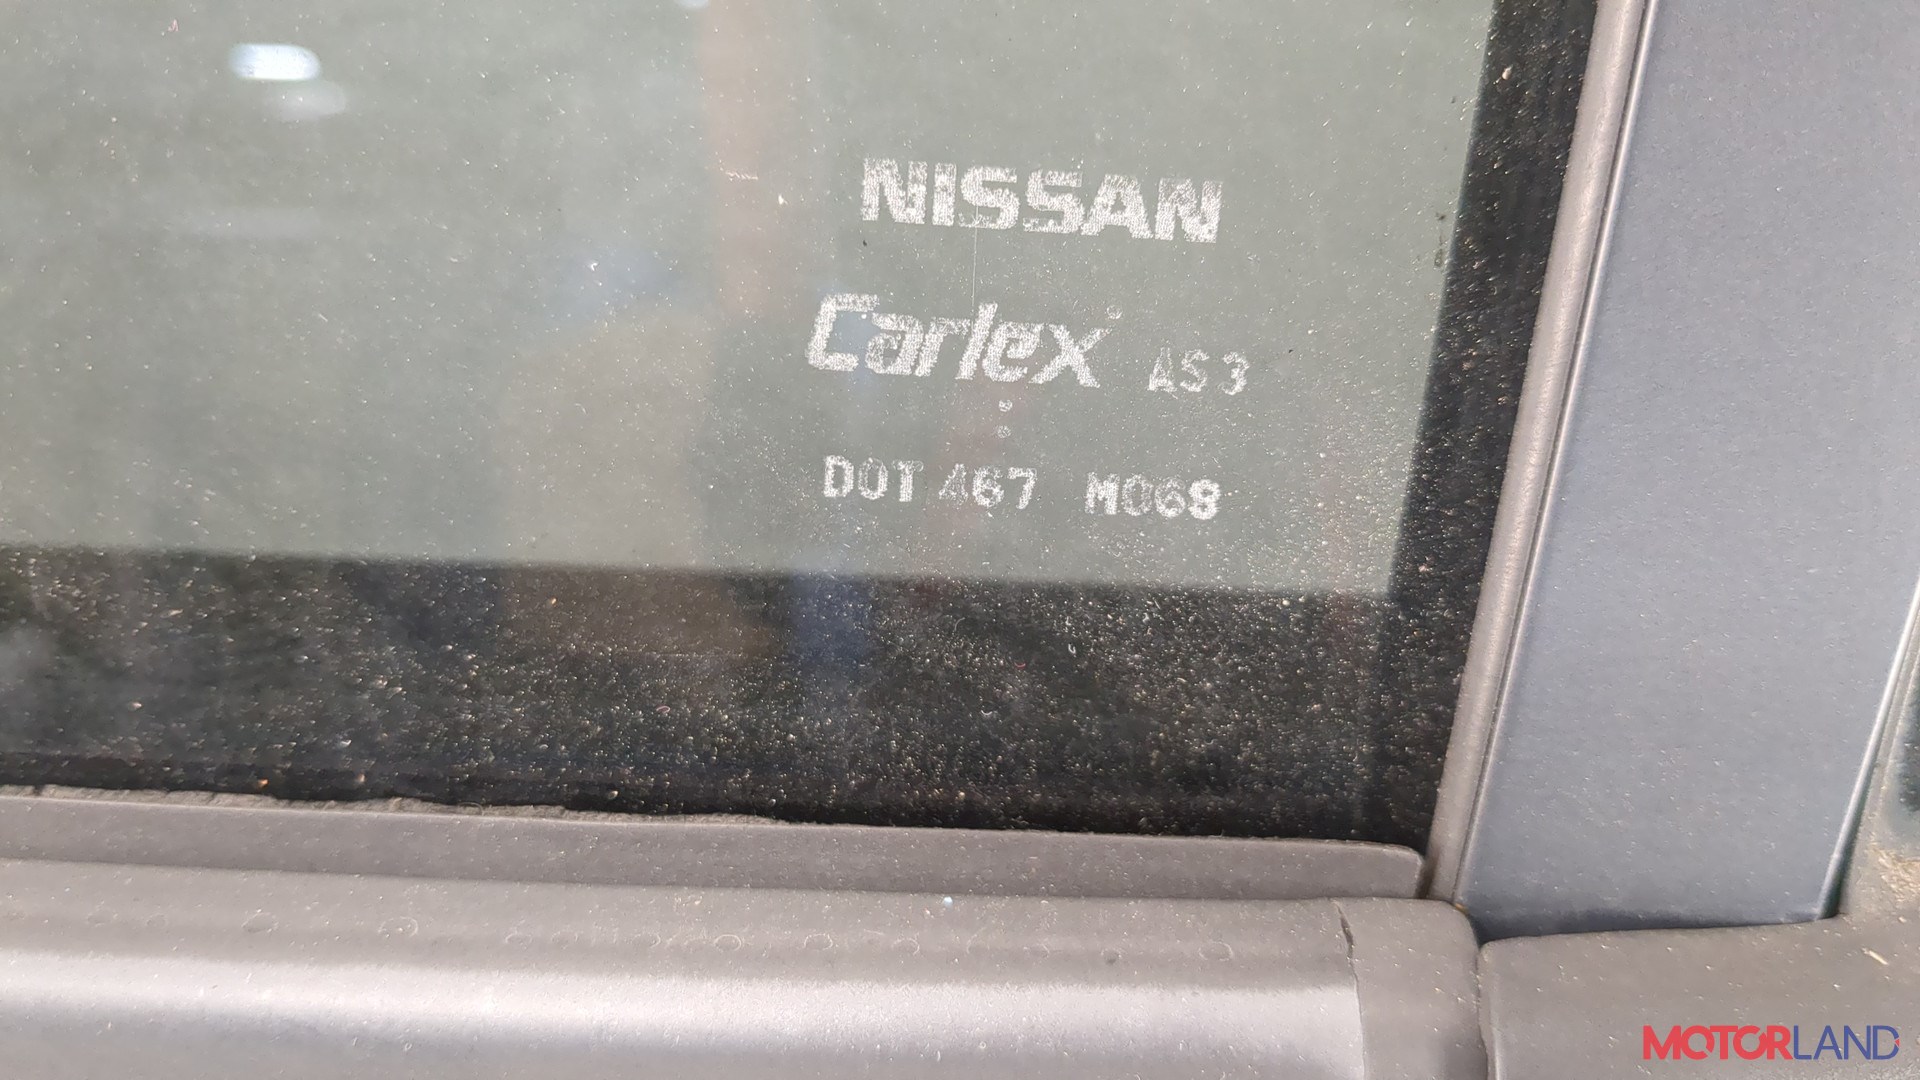 NISSAN
Carlex AS3
DOT 467 M068
MOTORLAND